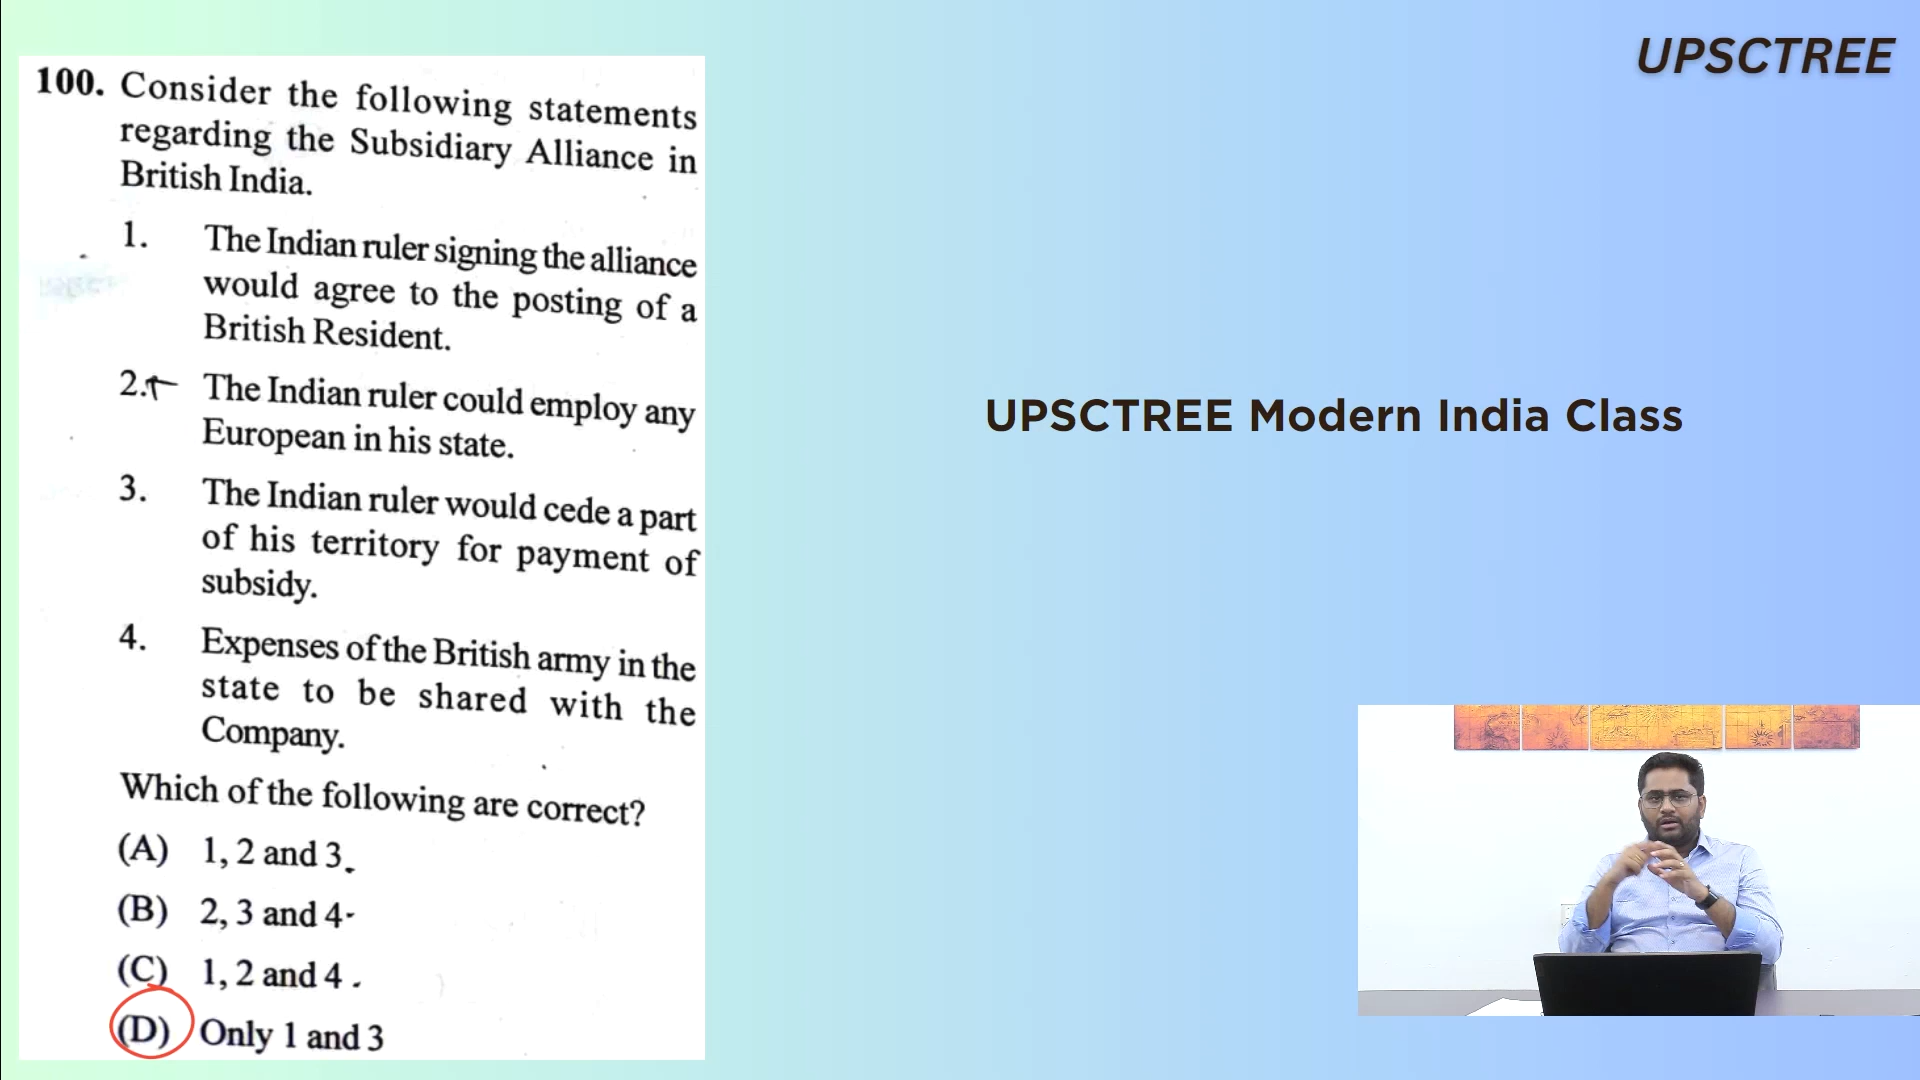 UPSCTREE
100. Consider the following statements
regarding the Subsidiary Alliance in
British India.
1. The Indian ruler signing the alliance
would agree to the posting of a
British Resident.
2. The Indian ruler could employ any
European in his state.
3. The Indian ruler would cede a part
of his territory for payment of
subsidy.
4. Expenses of the British army in the
state to be shared with the
Company.
Which of the following are correct?
(A) 1, 2 and 3
(B) 2, 3 and 4
(C) 1, 2 and 4
(D) Only 1 and 3
UPSCTREE Modern India Class